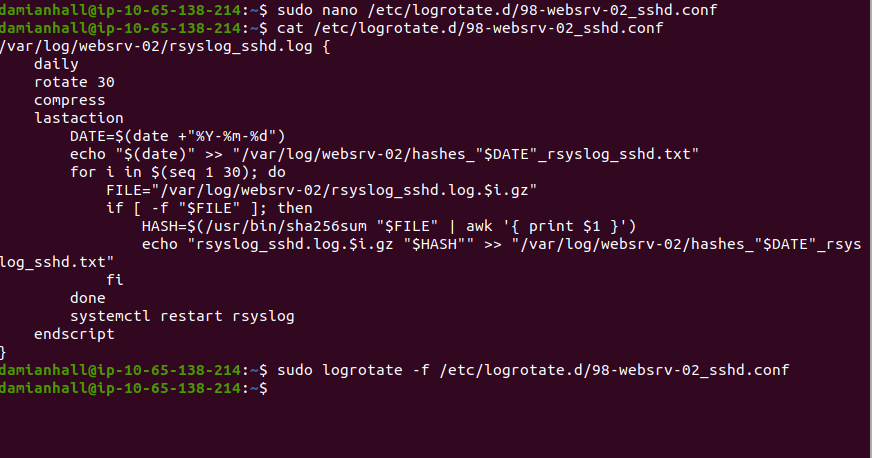 damianhall@ip-10-65-138-214:~$ sudo nano /etc/logrotate.d/98-websrv-02_sshd.conf
damianhall@ip-10-65-138-214:~$ cat /etc/logrotate.d/98-websrv-02_sshd.conf
/var/log/websrv-02/rsyslog_sshd.log {
    daily
    rotate 30
    compress
    lastaction
        DATE=$(date +"%Y-%m-%d")
        echo "$(date)" >> "/var/log/websrv-02/hashes_"$DATE"_rsyslog_sshd.txt"
        for i in $(seq 1 30); do
            FILE="/var/log/websrv-02/rsyslog_sshd.log.$i.gz"
            if [ -f "$FILE" ]; then
                HASH=$(/usr/bin/sha256sum "$FILE" | awk '{ print $1 }')
                echo "rsyslog_sshd.log.$i.gz "$HASH"" >> "/var/log/websrv-02/hashes_"$DATE"_rsys
log_sshd.txt"
            fi
        done
        systemctl restart rsyslog
    endscript
}
damianhall@ip-10-65-138-214:~$ sudo logrotate -f /etc/logrotate.d/98-websrv-02_sshd.conf
damianhall@ip-10-65-138-214:~$